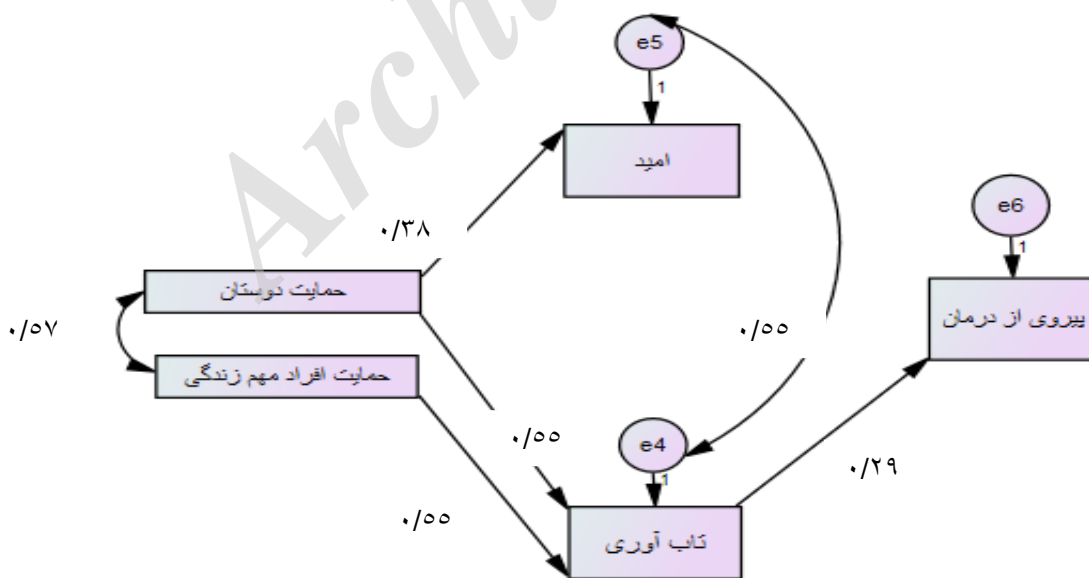 e5
1
امید
Archi
e6
1
۰/۳۸
حمایت دوستان
۰/۵۷
۰/۵۵
پیروی از درمان
حمایت افراد مهم زندگی
۰/۵۵
e4
1
۰/۲۹
۰/۵۵
تاب آوری